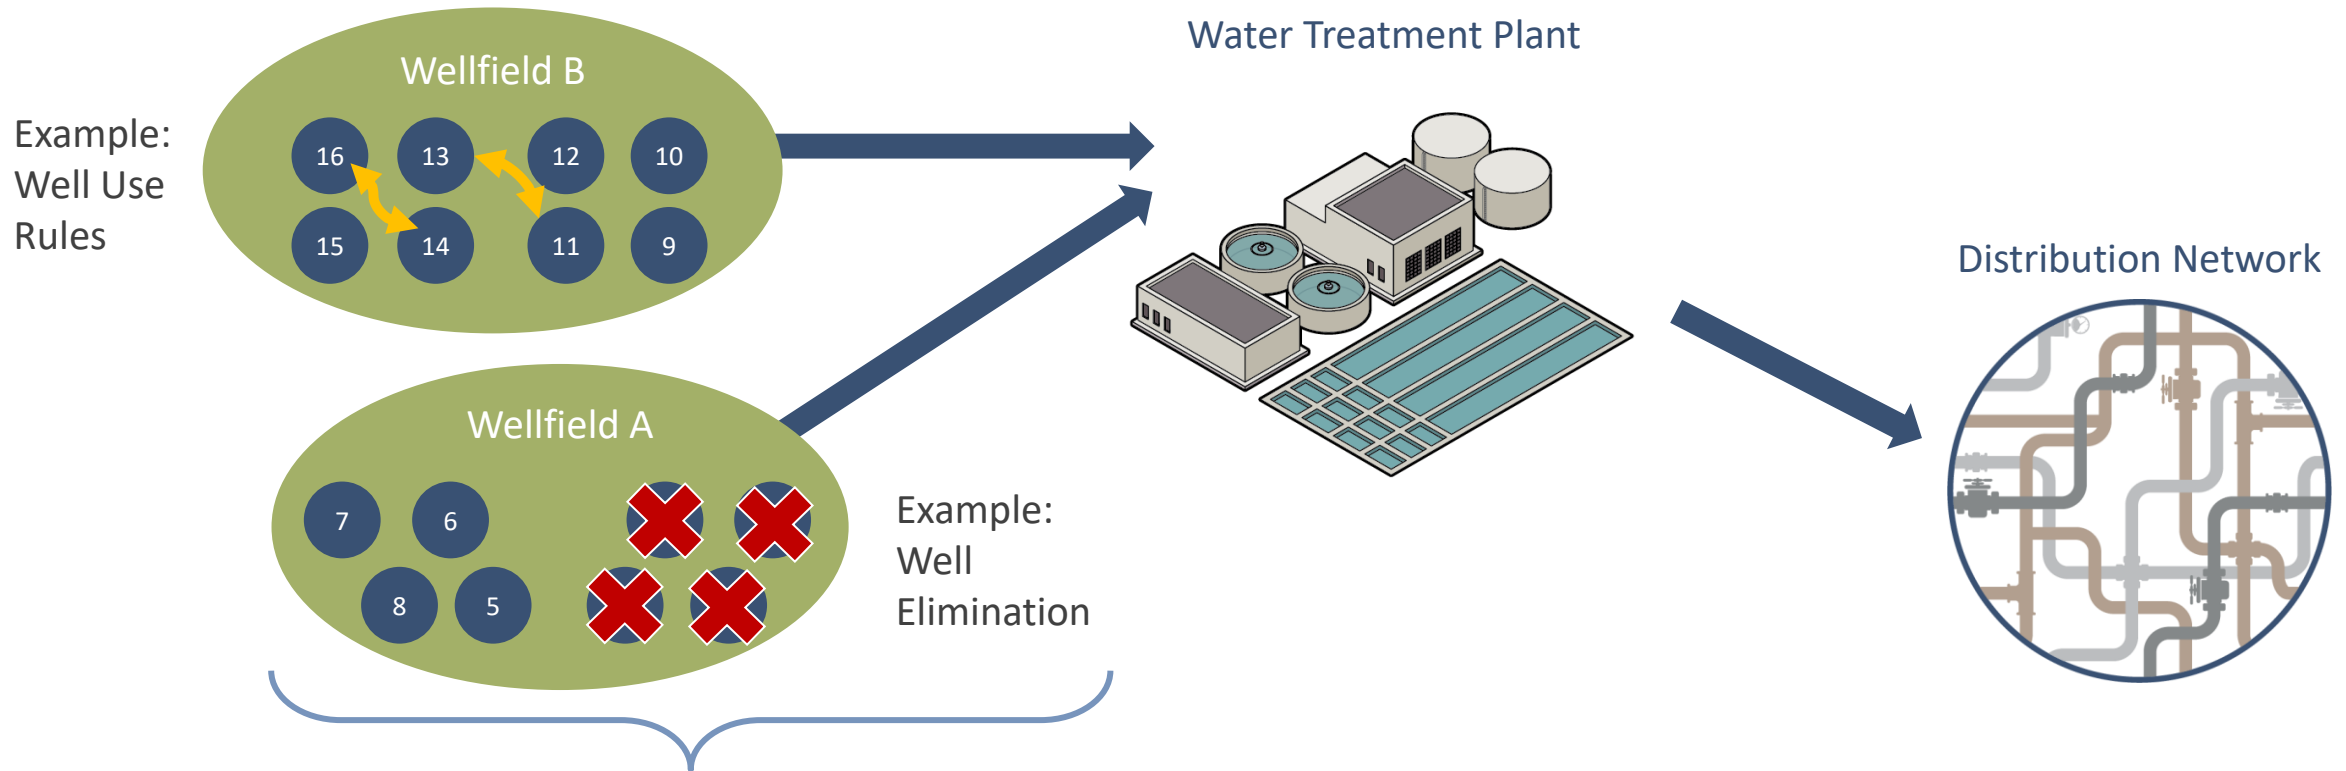 Water Treatment Plant
Wellfield B
Example:
Well Use
Rules
16
13
12
10
15
14
11
9
Distribution Network
Wellfield A
7
6
8
5
Example:
Well
Elimination